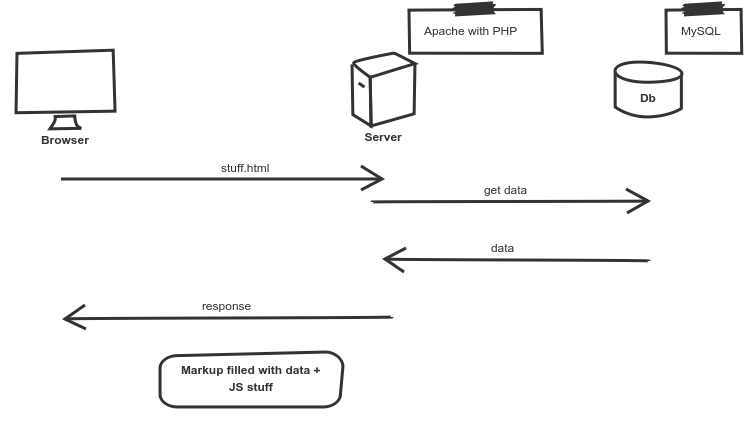 Apache with PHP
MySQL
Db
Browser
Server
stuff.html
get data
data
response
Markup filled with data +
JS stuff